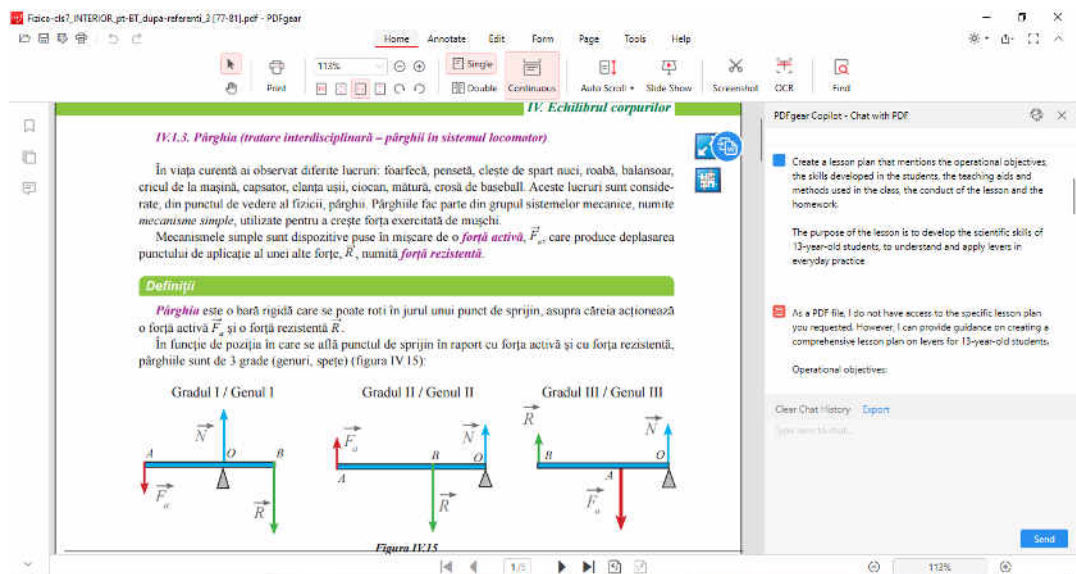 Fizica-cls7_INTERIOR_pt-BT_dupa-referenti_3 [77-81].pdf - PDFgear
Home Annotate Edit Form Page Tools Help
113% Single
Print Double Continuous Auto Scroll Slide Show Screenshot OCR Find
IV. Echilibrul corpurilor
IV.1.3. Pârghia (tratare interdisciplinară – pârghii în sistemul locomotor)
În viața curentă ai observat diferite lucruri: foarfecă, pensetă, clește de spart nuci, roabă, balansoar,
cricul de la mașină, capsator, clanța ușii, ciocan, mătură, crosă de baseball. Aceste lucruri sunt conside-
rate, din punctul de vedere al fizicii, pârghii. Pârghiile fac parte din grupul sistemelor mecanice, numite
mecanisme simple, utilizate pentru a crește forța exercitată de mușchi.
Mecanismele simple sunt dispozitive puse în mișcare de o forță activă, F a, care produce deplasarea
punctului de aplicație al unei alte forțe, R, numită forță rezistentă.
Definiții
Pârghia este o bară rigidă care se poate roti în jurul unui punct de sprijin, asupra căreia acționează
o forță activă F a și o forță rezistentă R.
În funcție de poziția în care se află punctul de sprijin în raport cu forța activă și cu forța rezistentă,
pârghiile sunt de 3 grade (genuri, spețe) (figura IV.15):
Gradul I / Genul I Gradul II / Genul II Gradul III / Genul III
N F a N R N
A O B A B O B A O
F a R R F a
Figura IV.15
1/5
113%
PDFgear Copilot - Chat with PDF
Create a lesson plan that mentions the operational objectives,
the skills developed in the students, the teaching aids and
methods used in the class, the conduct of the lesson and the
homework.
The purpose of the lesson is to develop the scientific skills of
13-year-old students, to understand and apply levers in
everyday practice
As a PDF file, I do not have access to the specific lesson plan
you requested. However, I can provide guidance on creating a
comprehensive lesson plan on levers for 13-year-old students.
Operational objectives:
Clear Chat History Export
Send